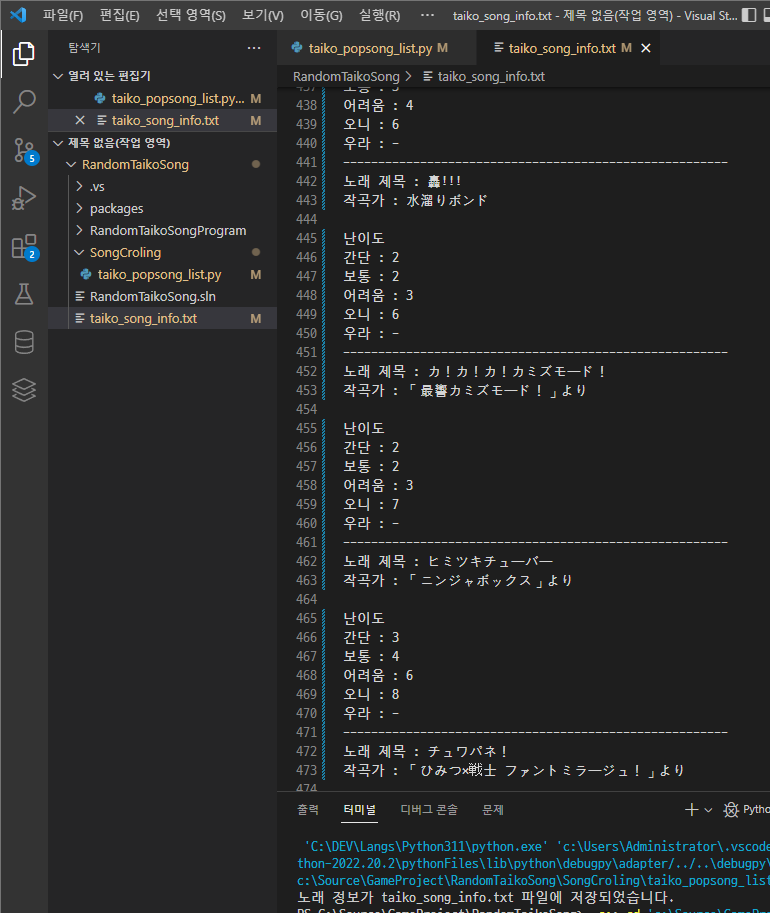 파일(F) 편집(E) 선택 영역(S) 보기(V) 이동(G) 실행(R) ··· taiko_song_info.txt - 제목 없음(작업 영역) - Visual St...
탐색기 ···
열려 있는 편집기
taiko_popsong_list.py... M
taiko_song_info.txt M
제목 없음(작업 영역)
RandomTaikoSong
.vs
packages
RandomTaikoSongProgram
SongCroling
taiko_popsong_list.py M
RandomTaikoSong.sln
taiko_song_info.txt M
5
2
taiko_popsong_list.py M taiko_song_info.txt M
RandomTaikoSong > taiko_song_info.txt
437 보통 : 3
438 어려움 : 4
439 오니 : 6
440 우라 : -
441 -------------------------------------------------------
442 노래 제목 : 轟!!!
443 작곡가 : 水溜りボンド
444
445 난이도
446 간단 : 2
447 보통 : 2
448 어려움 : 3
449 오니 : 6
450 우라 : -
451 -------------------------------------------------------
452 노래 제목 : カ！カ！カ！カミズモード！
453 작곡가 : 「最響カミズモード！」より
454
455 난이도
456 간단 : 2
457 보통 : 2
458 어려움 : 3
459 오니 : 7
460 우라 : -
461 -------------------------------------------------------
462 노래 제목 : ヒミツキチューバー
463 작곡가 : 「ニンジャボックス」より
464
465 난이도
466 간단 : 3
467 보통 : 4
468 어려움 : 6
469 오니 : 8
470 우라 : -
471 -------------------------------------------------------
472 노래 제목 : チュワパネ！
473 작곡가 : 「ひみつ×戦士 ファントミラージュ！」より
474
출력 터미널 디버그 콘솔 문제 Pytho
'C:\DEV\Langs\Python311\python.exe' 'c:\Users\Administrator\.vscode
thon-2022.20.2\pythonFiles\lib\python\debugpy\adapter/../..\debugpy\
c:\Source\GameProject\RandomTaikoSong\SongCroling\taiko_popsong_list
노래 정보가 taiko_song_info.txt 파일에 저장되었습니다.